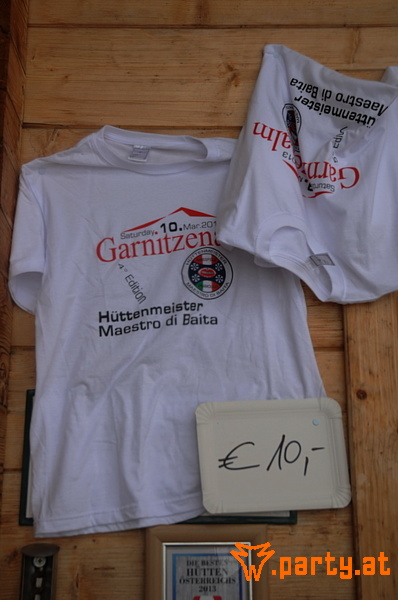 Saturday, 10. Mar. 201
Garnitzen
4th Edition
Hüttenmeister
Maestro di Baita
Hüttenmeister
Maestro di Baita
€ 10,-
DIE BESTEN
HÜTTEN
ÖSTERREICHS
2013
.party.at